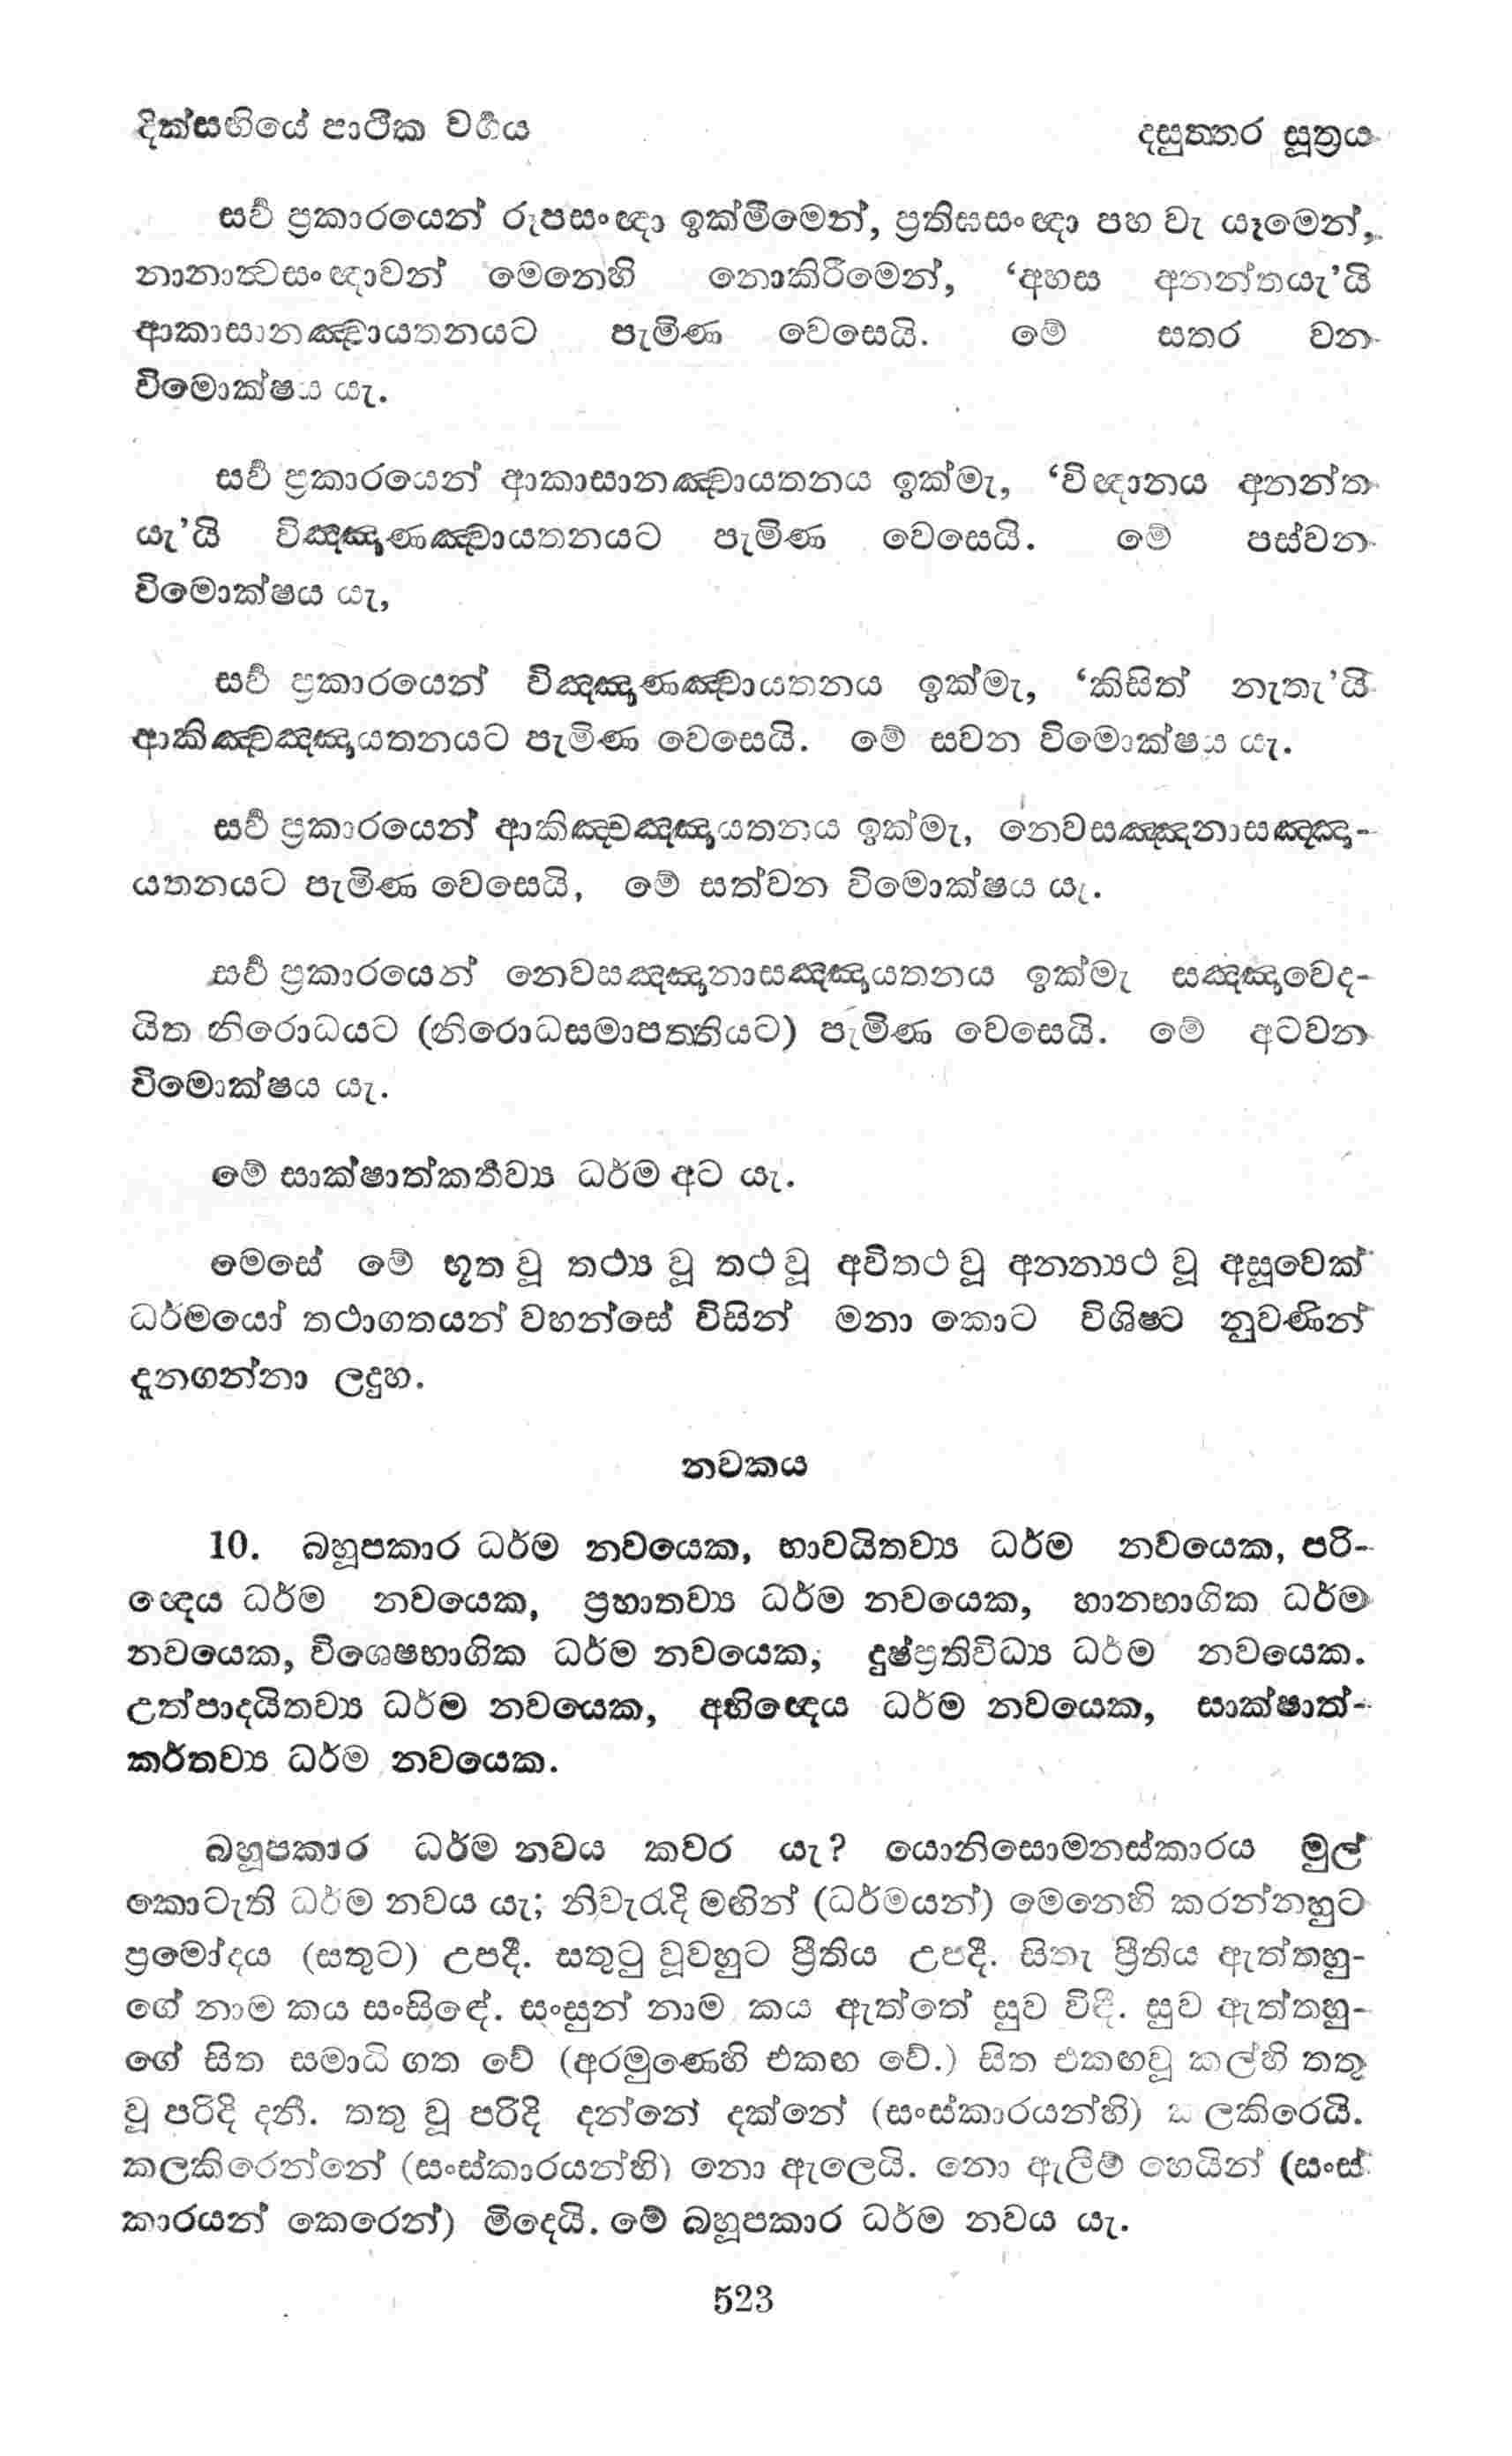 දික්සඟියේ පාථික වර්‍ගය
දසුත්තර සූත්‍රය
සර්‍ව ප්‍රකාරයෙන් රූපසංඥා ඉක්මීමෙන්, ප්‍රතිඝසංඥා පහ වැ යෑමෙන්,
නානාත්‍වසංඥාවන් මෙනෙහි නොකිරීමෙන්, ‘අහස අනන්තයැ’යි
ආකාසානඤ්චායතනයට පැමිණ වෙසෙයි. මේ සතර වන
විමොක්ෂය යැ.
සර්‍ව ප්‍රකාරයෙන් ආකාසානඤ්චායතනය ඉක්මැ, ‘විඥානය අනන්ත
යැ’යි විඤ්ඤාණඤ්චායතනයට පැමිණ වෙසෙයි. මේ පස්වන
විමොක්ෂය යැ,
සර්‍ව ප්‍රකාරයෙන් විඤ්ඤාණඤ්චායතනය ඉක්මැ, ‘කිසිත් නැතැ’යි
ආකිඤ්චඤ්ඤායතනයට පැමිණ වෙසෙයි. මේ සවන විමොක්ෂය යැ.
සර්‍ව ප්‍රකාරයෙන් ආකිඤ්චඤ්ඤායතනය ඉක්මැ, නෙවසඤ්ඤානාසඤ්ඤා-
යතනයට පැමිණ වෙසෙයි, මේ සත්වන විමොක්ෂය යැ.
සර්‍ව ප්‍රකාරයෙන් නෙවසඤ්ඤානාසඤ්ඤායතනය ඉක්මැ සඤ්ඤාවෙද-
යිත නිරොධයට (නිරොධසමාපත්තියට) පැමිණ වෙසෙයි. මේ අටවන
විමොක්ෂය යැ.
මේ සාක්ෂාත්කර්‍තව්‍ය ධර්ම අට යැ.
මෙසේ මේ භූත වූ තථ්‍ය වූ තථ වූ අවිතථ වූ අනන්‍යථ වූ අසූවෙක්
ධර්මයෝ තථාගතයන් වහන්සේ විසින් මනා කොට විශිෂ්ට නුවණින්
දැනගන්නා ලදුහ.
නවකය
10. බහූපකාර ධර්ම නවයෙක, භාවයිතව්‍ය ධර්ම නවයෙක, පරි-
ඥෙය ධර්ම නවයෙක, ප්‍රහාතව්‍ය ධර්ම නවයෙක, හානභාගික ධර්ම
නවයෙක, විශෙෂභාගික ධර්ම නවයෙක, දුෂ්ප්‍රතිවිධ්‍ය ධර්ම නවයෙක.
උත්පාදයිතව්‍ය ධර්ම නවයෙක, අභිඥෙය ධර්ම නවයෙක, සාක්ෂාත්-
කර්තව්‍ය ධර්ම නවයෙක.
බහූපකාර ධර්ම නවය කවර යැ? යොනිසොමනස්කාරය මුල්
කොටැති ධර්ම නවය යැ; නිවැරැදි මඟින් (ධර්මයන්) මෙනෙහි කරන්නහුට
ප්‍රමෝදය (සතුට) උපදී. සතුටු වූවහුට ප්‍රීතිය උපදී. සිතැ ප්‍රීතිය ඇත්තහු-
ගේ නාම කය සංසිඳේ. සංසුන් නාම කය ඇත්තේ සුව විඳී. සුව ඇත්තහු-
ගේ සිත සමාධි ගත වේ (අරමුණෙහි එකඟ වේ.) සිත එකඟවූ කල්හි තතු
වූ පරිදි දනී. තතු වූ පරිදි දන්නේ දක්නේ (සංස්කාරයන්හි) කලකිරෙයි.
කලකිරෙන්නේ (සංස්කාරයන්හි) නො ඇලෙයි. නො ඇලීම් හෙයින් (සංස්
කාරයන් කෙරෙන්) මිදෙයි. මේ බහූපකාර ධර්ම නවය යැ.
523